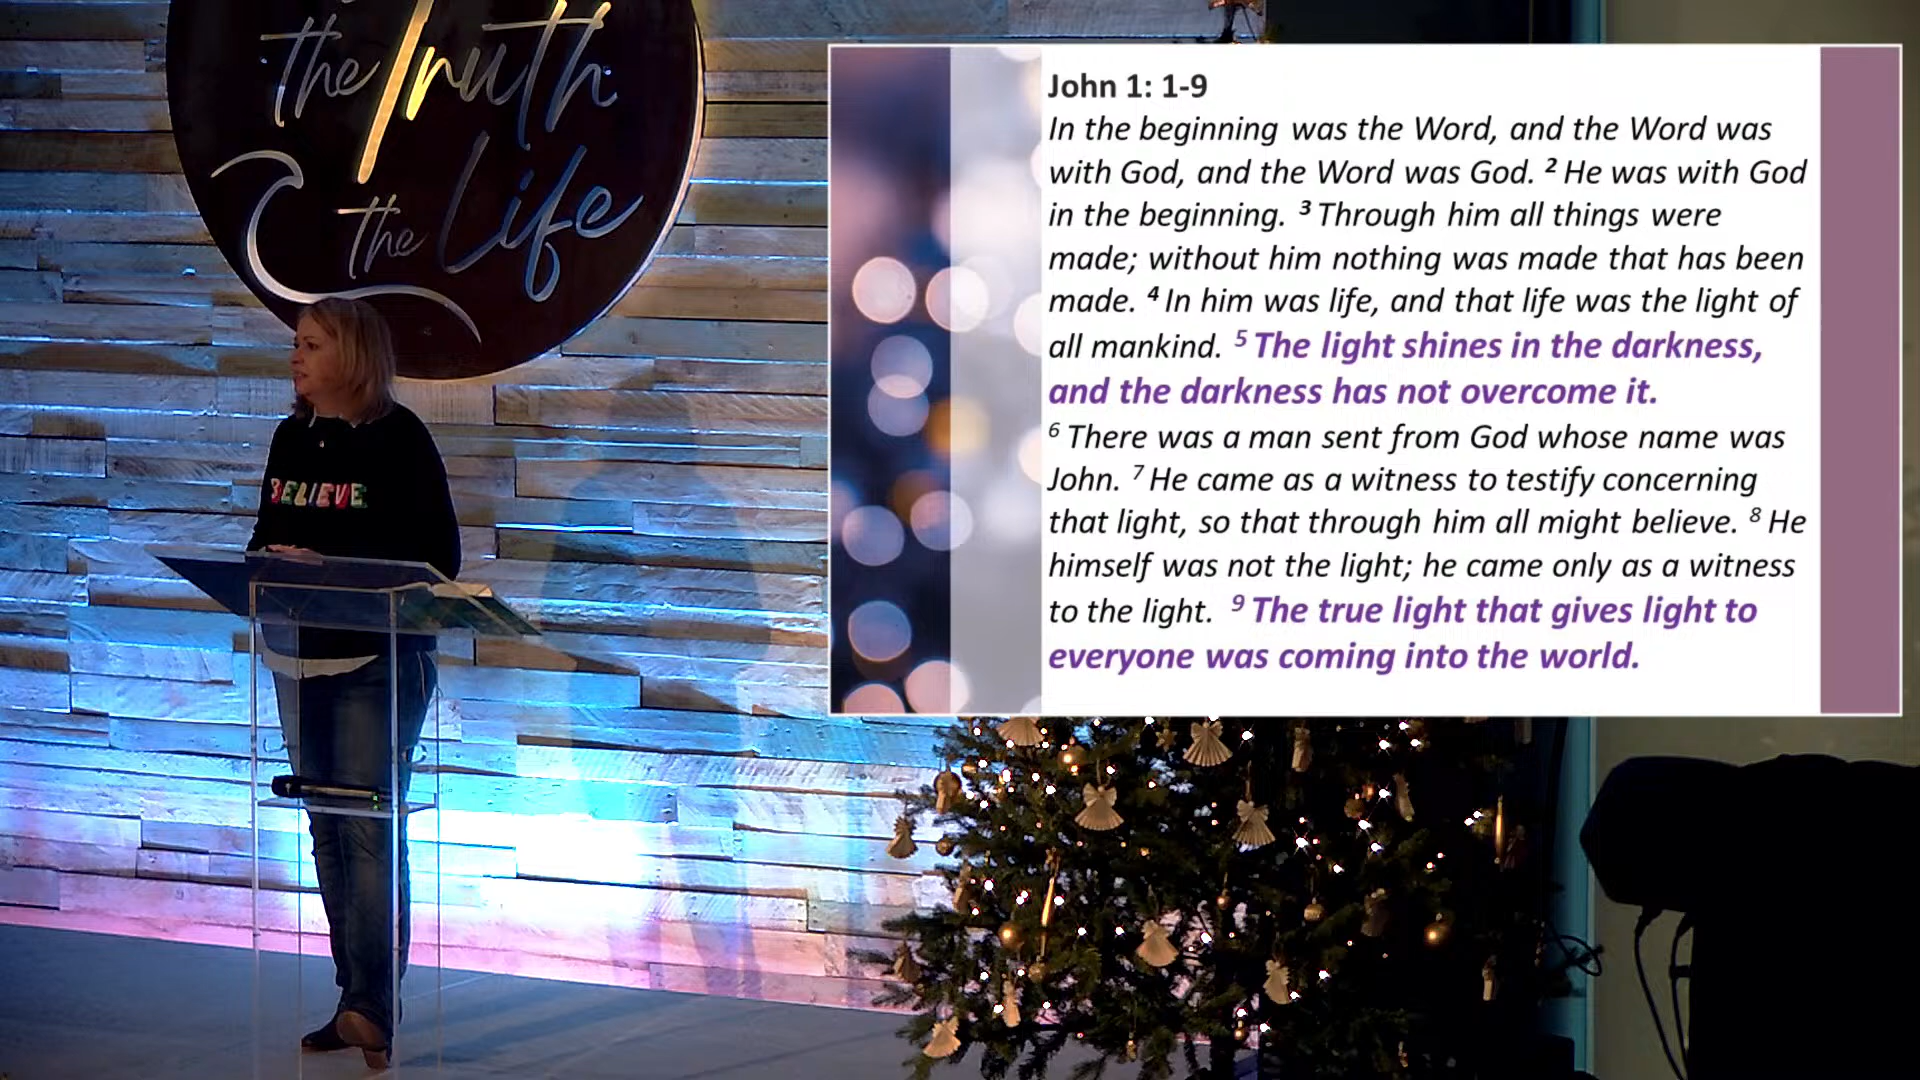 the Truth
the Life
BELIEVE
John 1: 1-9
In the beginning was the Word, and the Word was
with God, and the Word was God. ² He was with God
in the beginning. ³ Through him all things were
made; without him nothing was made that has been
made. ⁴ In him was life, and that life was the light of
all mankind. ⁵ The light shines in the darkness,
and the darkness has not overcome it.
⁶ There was a man sent from God whose name was
John. ⁷ He came as a witness to testify concerning
that light, so that through him all might believe. ⁸ He
himself was not the light; he came only as a witness
to the light. ⁹ The true light that gives light to
everyone was coming into the world.